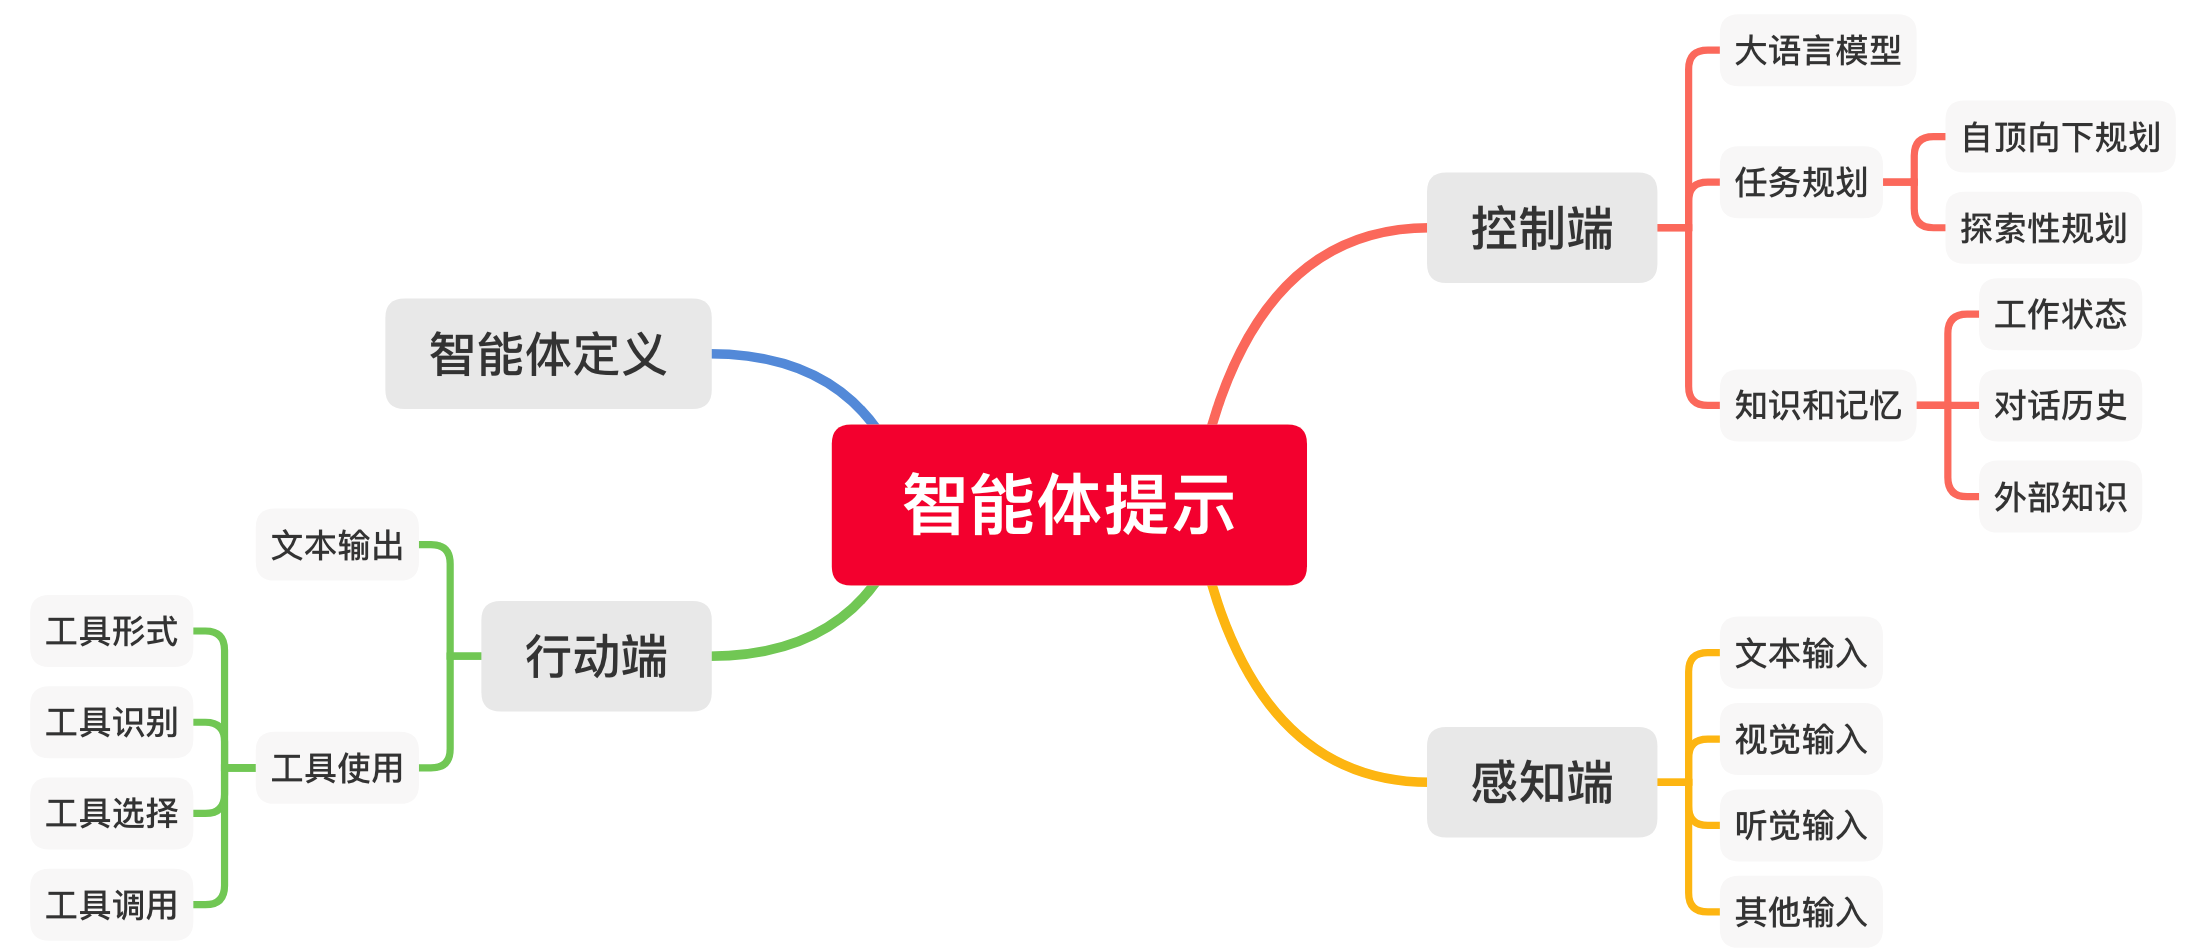 智能体提示
控制端
大语言模型
任务规划
自顶向下规划
探索性规划
知识和记忆
工作状态
对话历史
外部知识
感知端
文本输入
视觉输入
听觉输入
其他输入
智能体定义
行动端
文本输出
工具使用
工具形式
工具识别
工具选择
工具调用